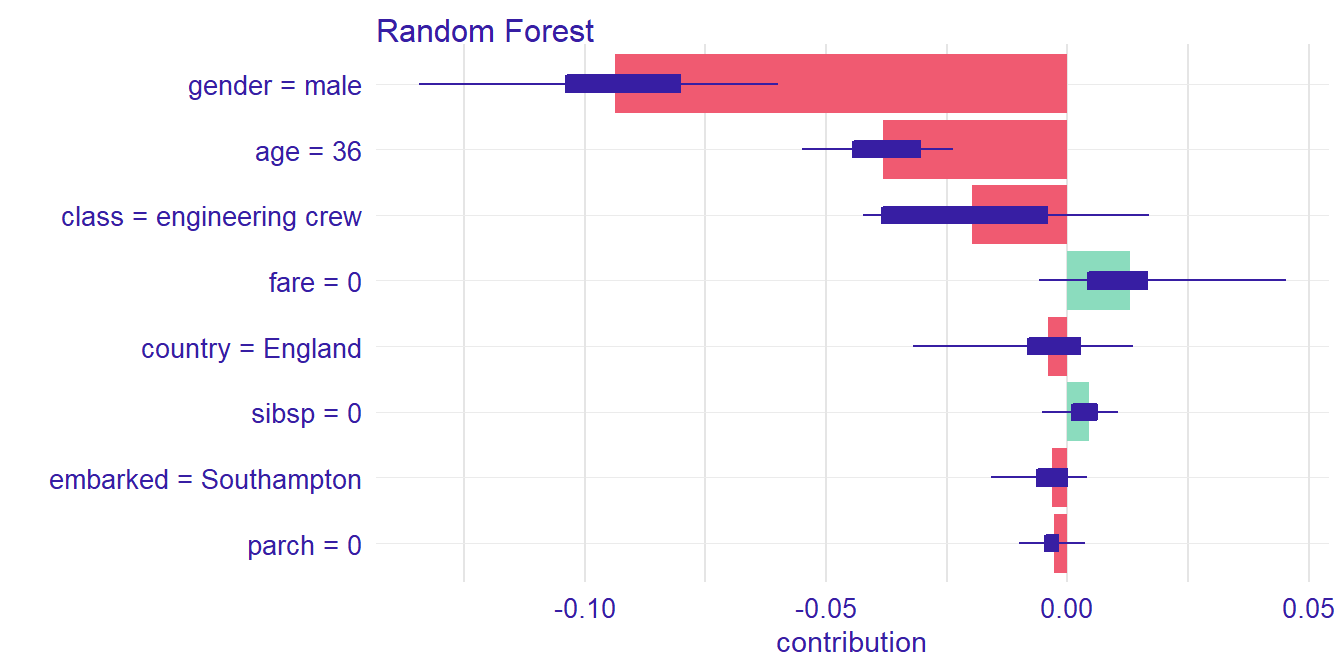 Random Forest
gender = male
age = 36
class = engineering crew
fare = 0
country = England
sibsp = 0
embarked = Southampton
parch = 0
-0.10 -0.05 0.00 0.05
contribution